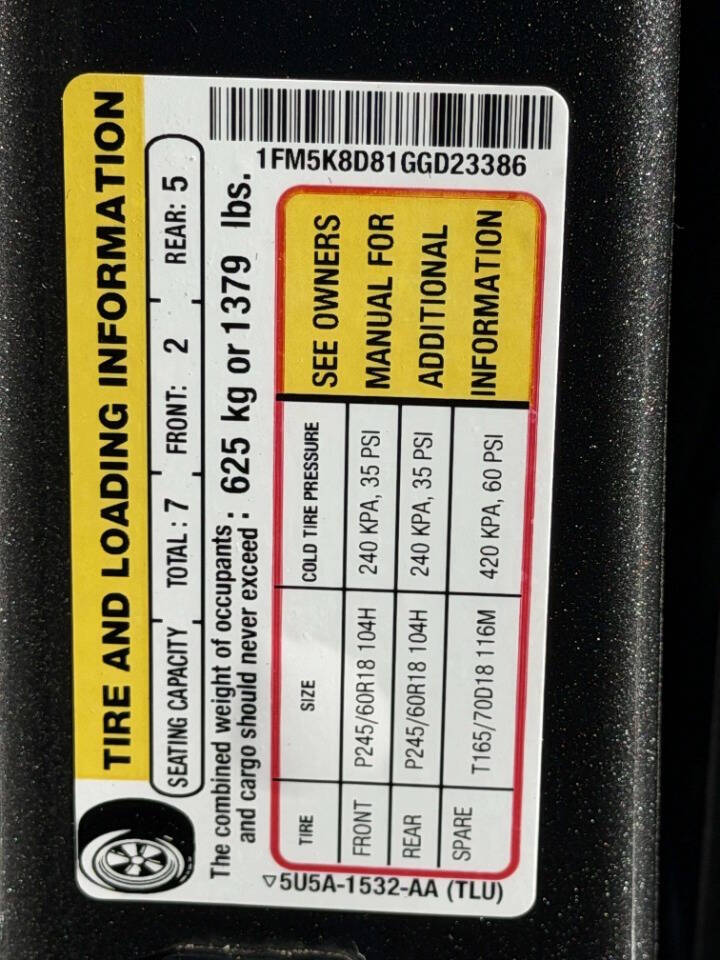 TIRE AND LOADING INFORMATION
SEATING CAPACITY TOTAL : 7 FRONT: 2 REAR: 5
The combined weight of occupants
and cargo should never exceed : 625 kg or 1379 lbs.
1FM5K8D81GGD23386
TIRE SIZE COLD TIRE PRESSURE
FRONT P245/60R18 104H 240 KPA, 35 PSI
REAR P245/60R18 104H 240 KPA, 35 PSI
SPARE T165/70D18 116M 420 KPA, 60 PSI
SEE OWNERS
MANUAL FOR
ADDITIONAL
INFORMATION
▽5U5A-1532-AA (TLU)